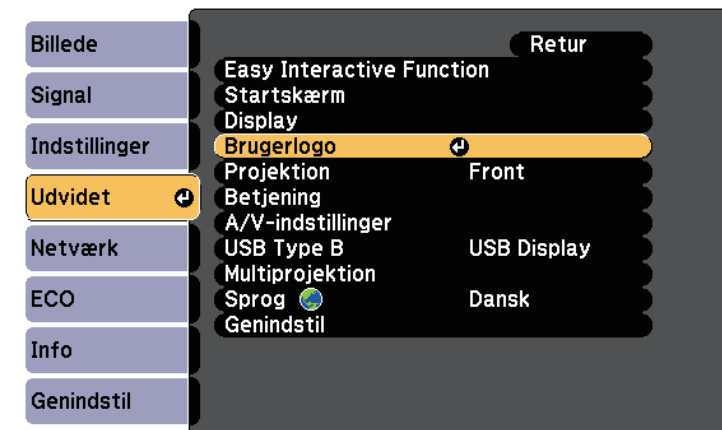 Billede
Signal
Indstillinger
Udvidet
Netværk
ECO
Info
Genindstil
Retur
Easy Interactive Function
Startskærm
Display
Brugerlogo
Projektion Front
Betjening
A/V-indstillinger
USB Type B USB Display
Multiprojektion
Sprog Dansk
Genindstil